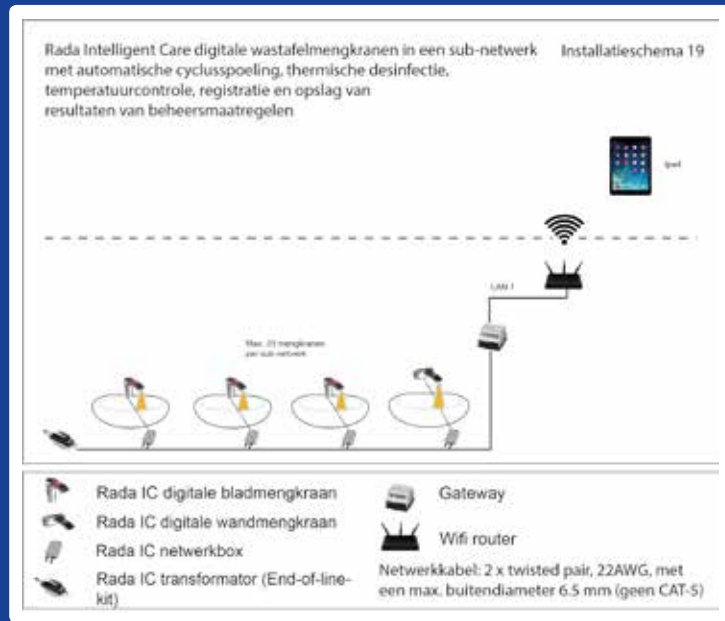 Rada Intelligent Care digitale wastafelmengkranen in een sub-netwerk
met automatische cyclusspoeling, thermische desinfectie,
temperatuurcontrole, registratie en opslag van
resultaten van beheersmaatregelen
Installatieschema 19
Ipad
LAN 1
Max. mengkranen
per sub-netwerk
Rada IC digitale bladmengkraan
Rada IC digitale wandmengkraan
Rada IC netwerkbox
Rada IC transformator (End-of-line-
kit)
Gateway
Wifi router
Netwerkkabel: 2 x twisted pair, 22AWG, met
een max. buitendiameter 6.5 mm (geen CAT-5)